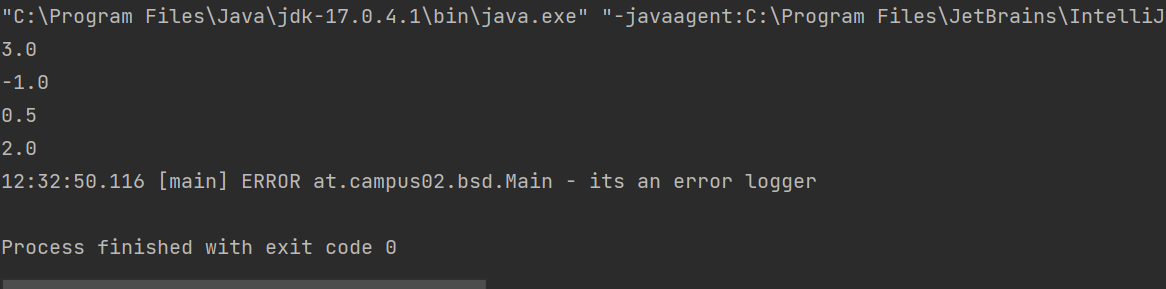 "C:\Program Files\Java\jdk-17.0.4.1\bin\java.exe" "-javaagent:C:\Program Files\JetBrains\IntelliJ
3.0
-1.0
0.5
2.0
12:32:50.116 [main] ERROR at.campus02.bsd.Main - its an error logger
Process finished with exit code 0